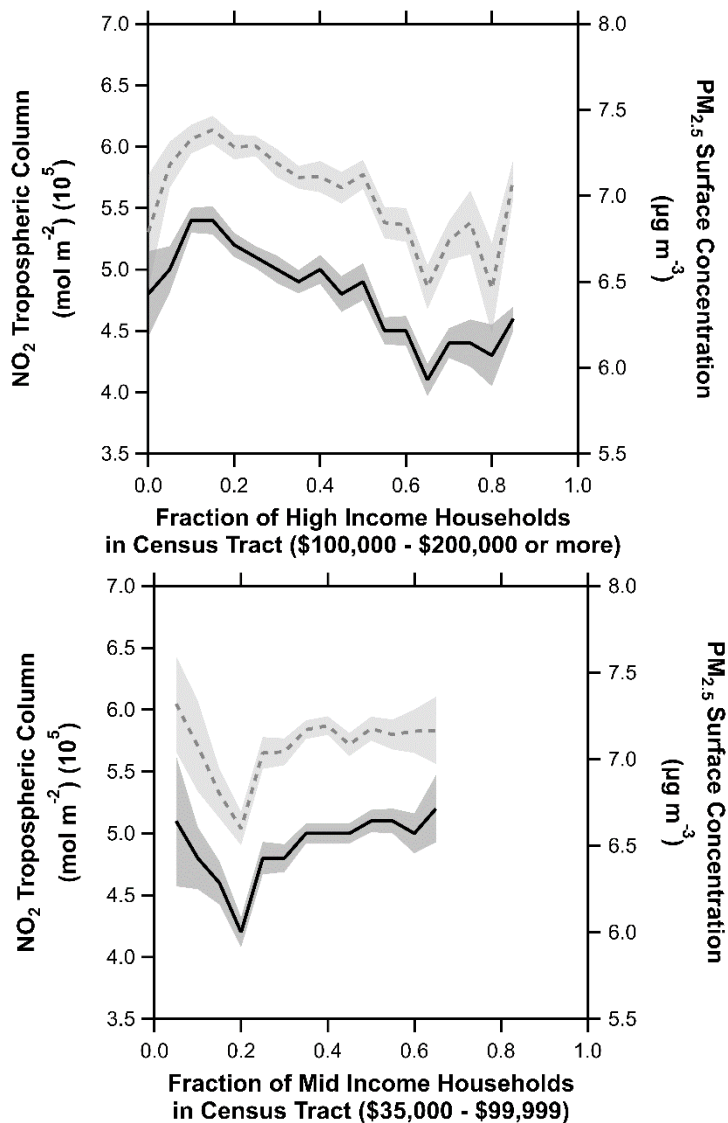 7.0
6.5
6.0
5.5
5.0
4.5
4.0
3.5
NO₂ Tropospheric Column
(mol m⁻²) (10⁵)
8.0
7.5
7.0
6.5
6.0
5.5
PM₂.₅ Surface Concentration
(µg m⁻³)
0.0 0.2 0.4 0.6 0.8 1.0
Fraction of High Income Households
in Census Tract ($100,000 - $200,000 or more)
7.0
6.5
6.0
5.5
5.0
4.5
4.0
3.5
NO₂ Tropospheric Column
(mol m⁻²) (10⁵)
8.0
7.5
7.0
6.5
6.0
5.5
PM₂.₅ Surface Concentration
(µg m⁻³)
0.0 0.2 0.4 0.6 0.8 1.0
Fraction of Mid Income Households
in Census Tract ($35,000 - $99,999)